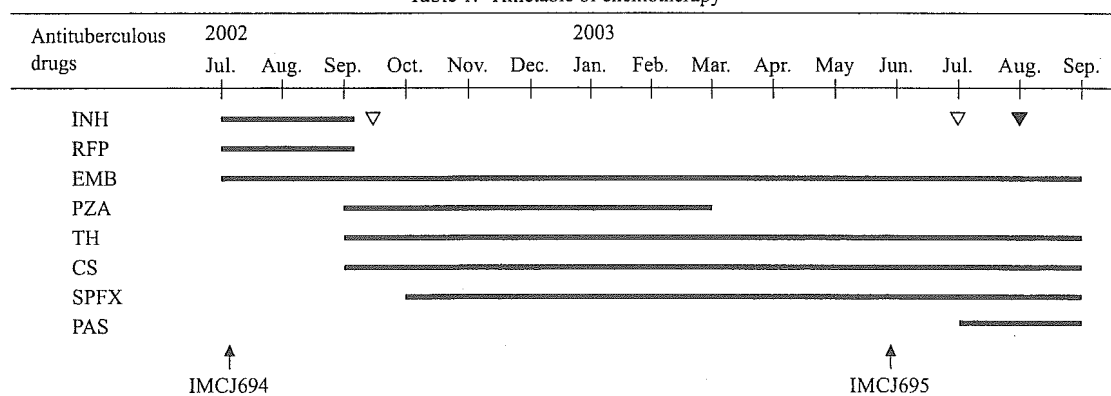 Table 1. Timetable of chemotherapy
Antituberculous drugs
2002 2003
Jul. Aug. Sep. Oct. Nov. Dec. Jan. Feb. Mar. Apr. May Jun. Jul. Aug. Sep.
INH
RFP
EMB
PZA
TH
CS
SPFX
PAS
IMCJ694 IMCJ695